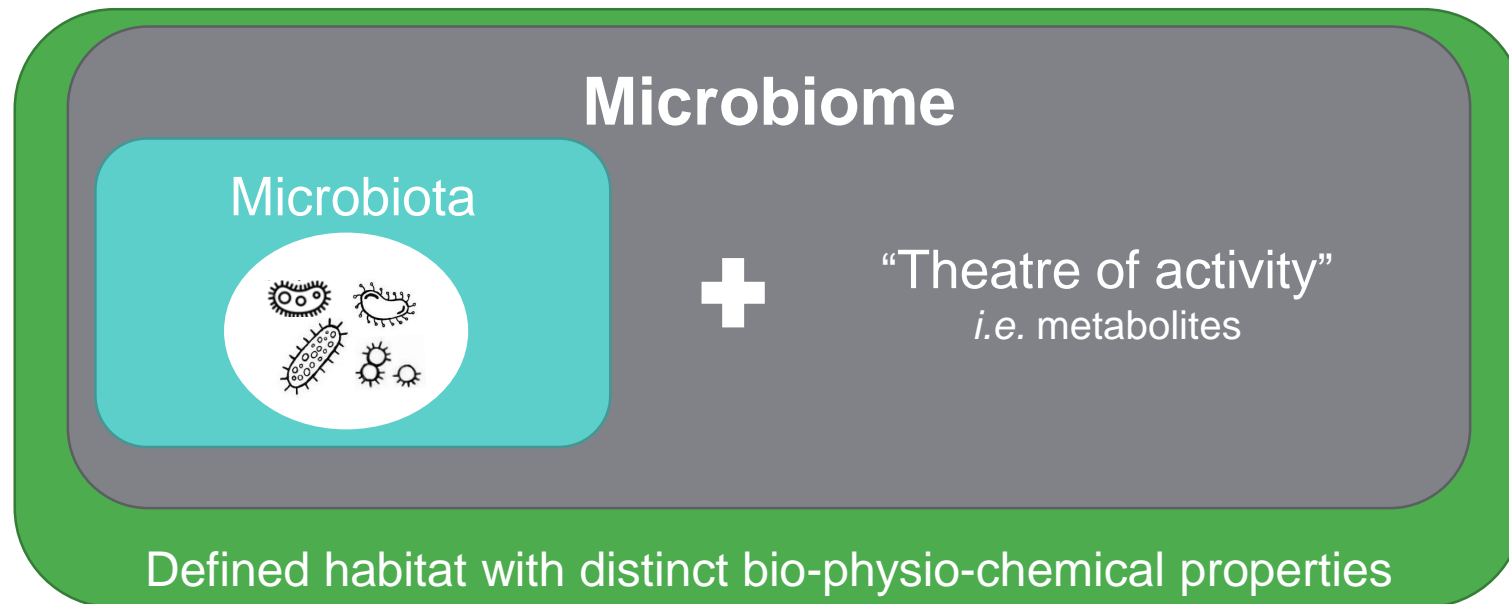 Microbiome
Microbiota
“Theatre of activity”
i.e. metabolites
Defined habitat with distinct bio-physio-chemical properties